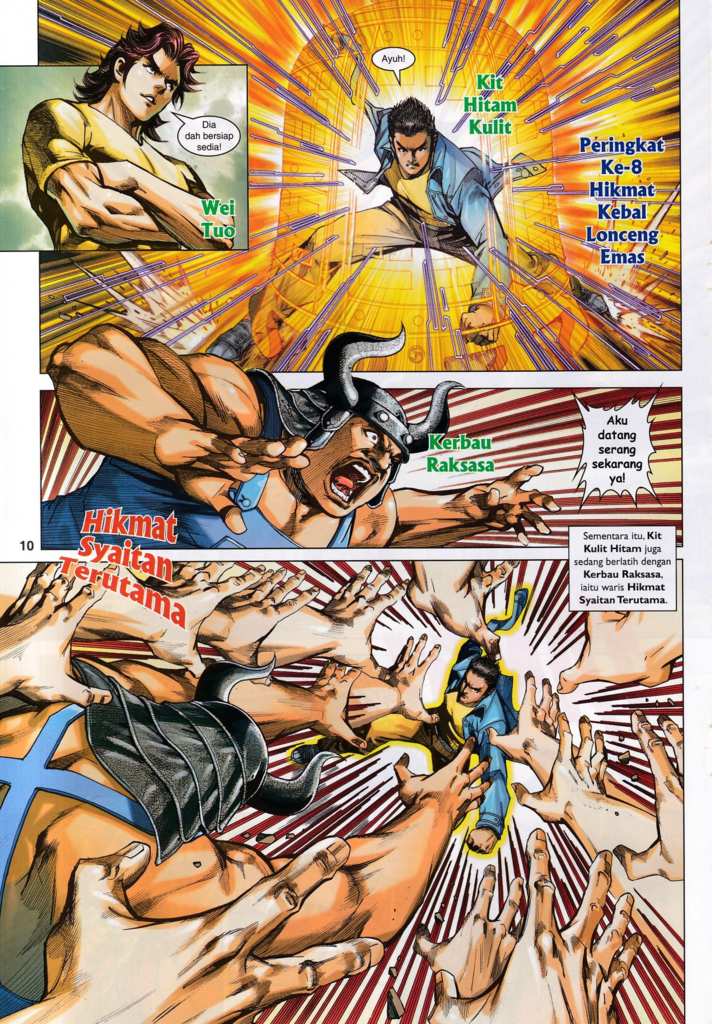 Ayuh!
Kit
Hitam
Kulit
Dia
dah bersiap
sedia!
Wei
Tuo
Peringkat
Ke-8
Hikmat
Kebal
Lonceng
Emas
Kerbau
Raksasa
Aku
datang
serang
sekarang
ya!
10
Hikmat
Syaitan
Terutama
Sementara itu, Kit
Kulit Hitam juga
sedang berlatih dengan
Kerbau Raksasa,
iaitu waris Hikmat
Syaitan Terutama.